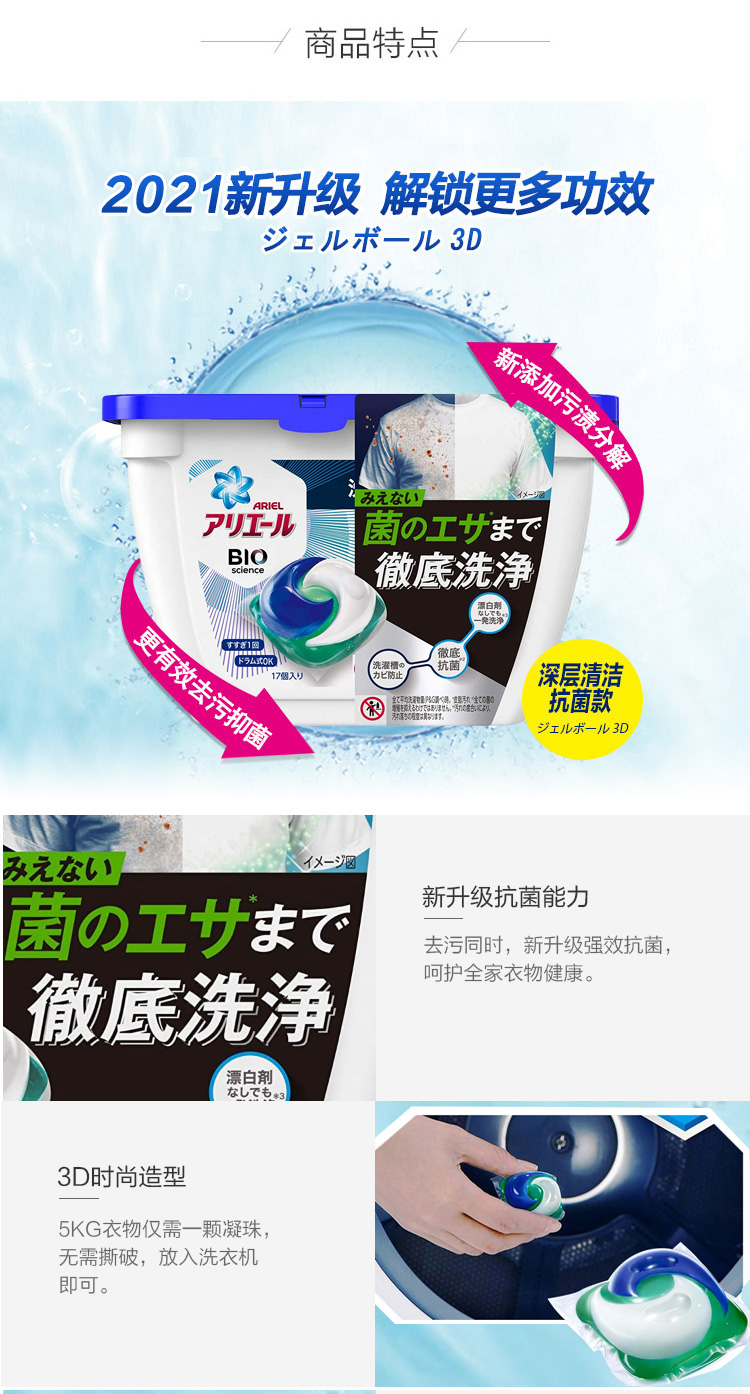 商品特点
2021新升级 解锁更多功效
ジェルボール 3D
新添加污渍分解
イメージ図
みえない
菌のエサ*まで
徹底洗浄
ARIEL
アリエール
BIO
science
すすぎ1回
ドラム式OK
17個入り
漂白剤
なしでも*3
一発洗浄
徹底
抗菌*2
洗濯槽の
カビ防止
更有效去污抑菌
深层清洁
抗菌款
ジェルボール 3D
イメージ図
みえない
菌のエサ*まで
徹底洗浄
漂白剤
なしでも*3
新升级抗菌能力
去污同时，新升级强效抗菌，
呵护全家衣物健康。
3D时尚造型
5KG衣物仅需一颗凝珠，
无需撕破，放入洗衣机
即可。